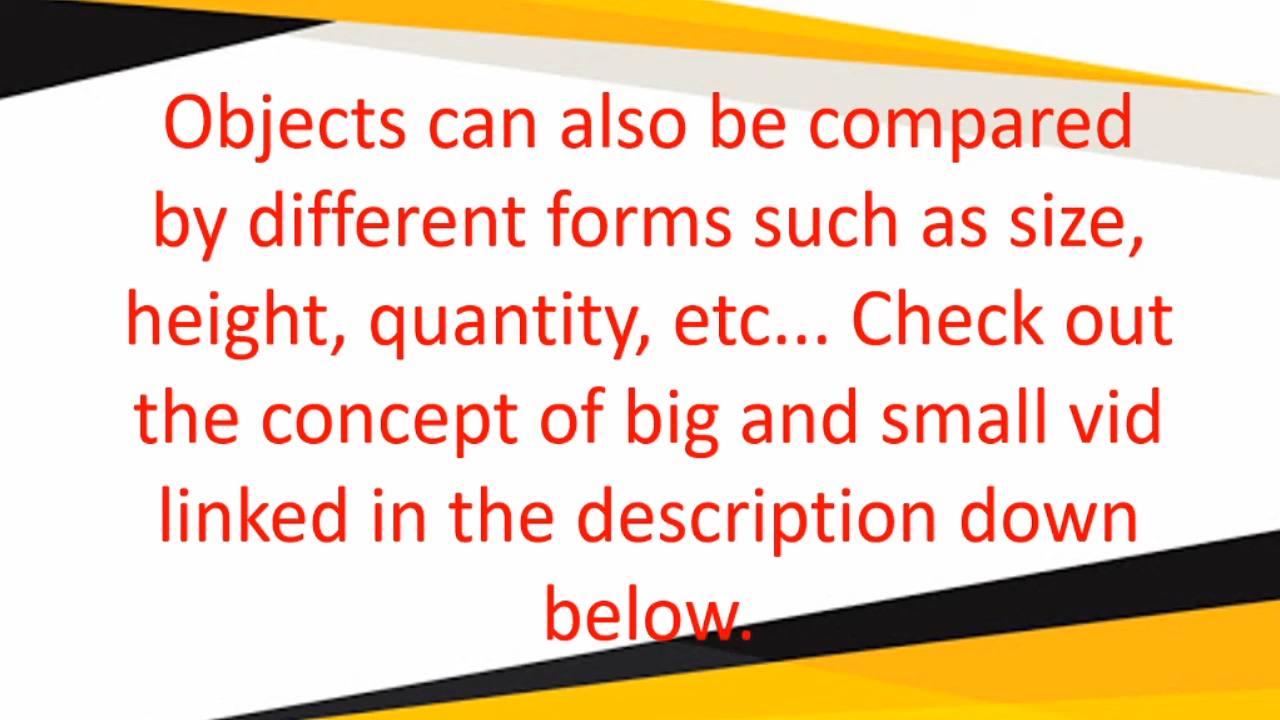 Objects can also be compared
by different forms such as size,
height, quantity, etc... Check out
the concept of big and small vid
linked in the description down
below.